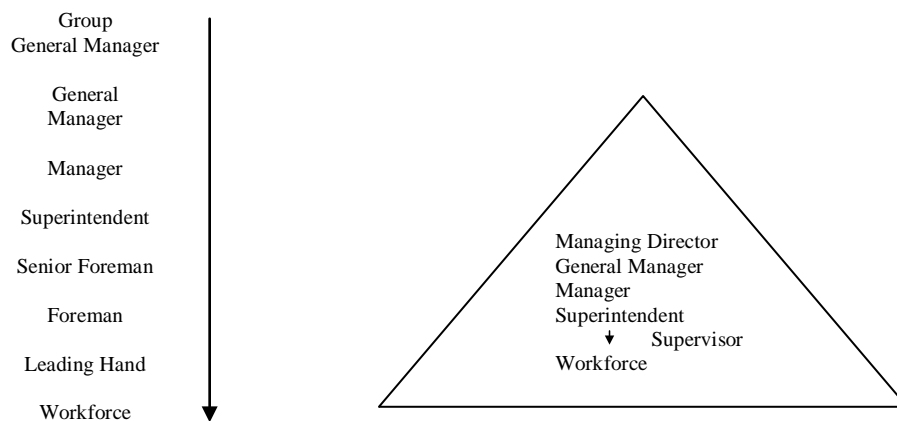 Group
General Manager
General
Manager
Manager
Superintendent
Senior Foreman
Foreman
Leading Hand
Workforce
Managing Director
General Manager
Manager
Superintendent
Supervisor
Workforce